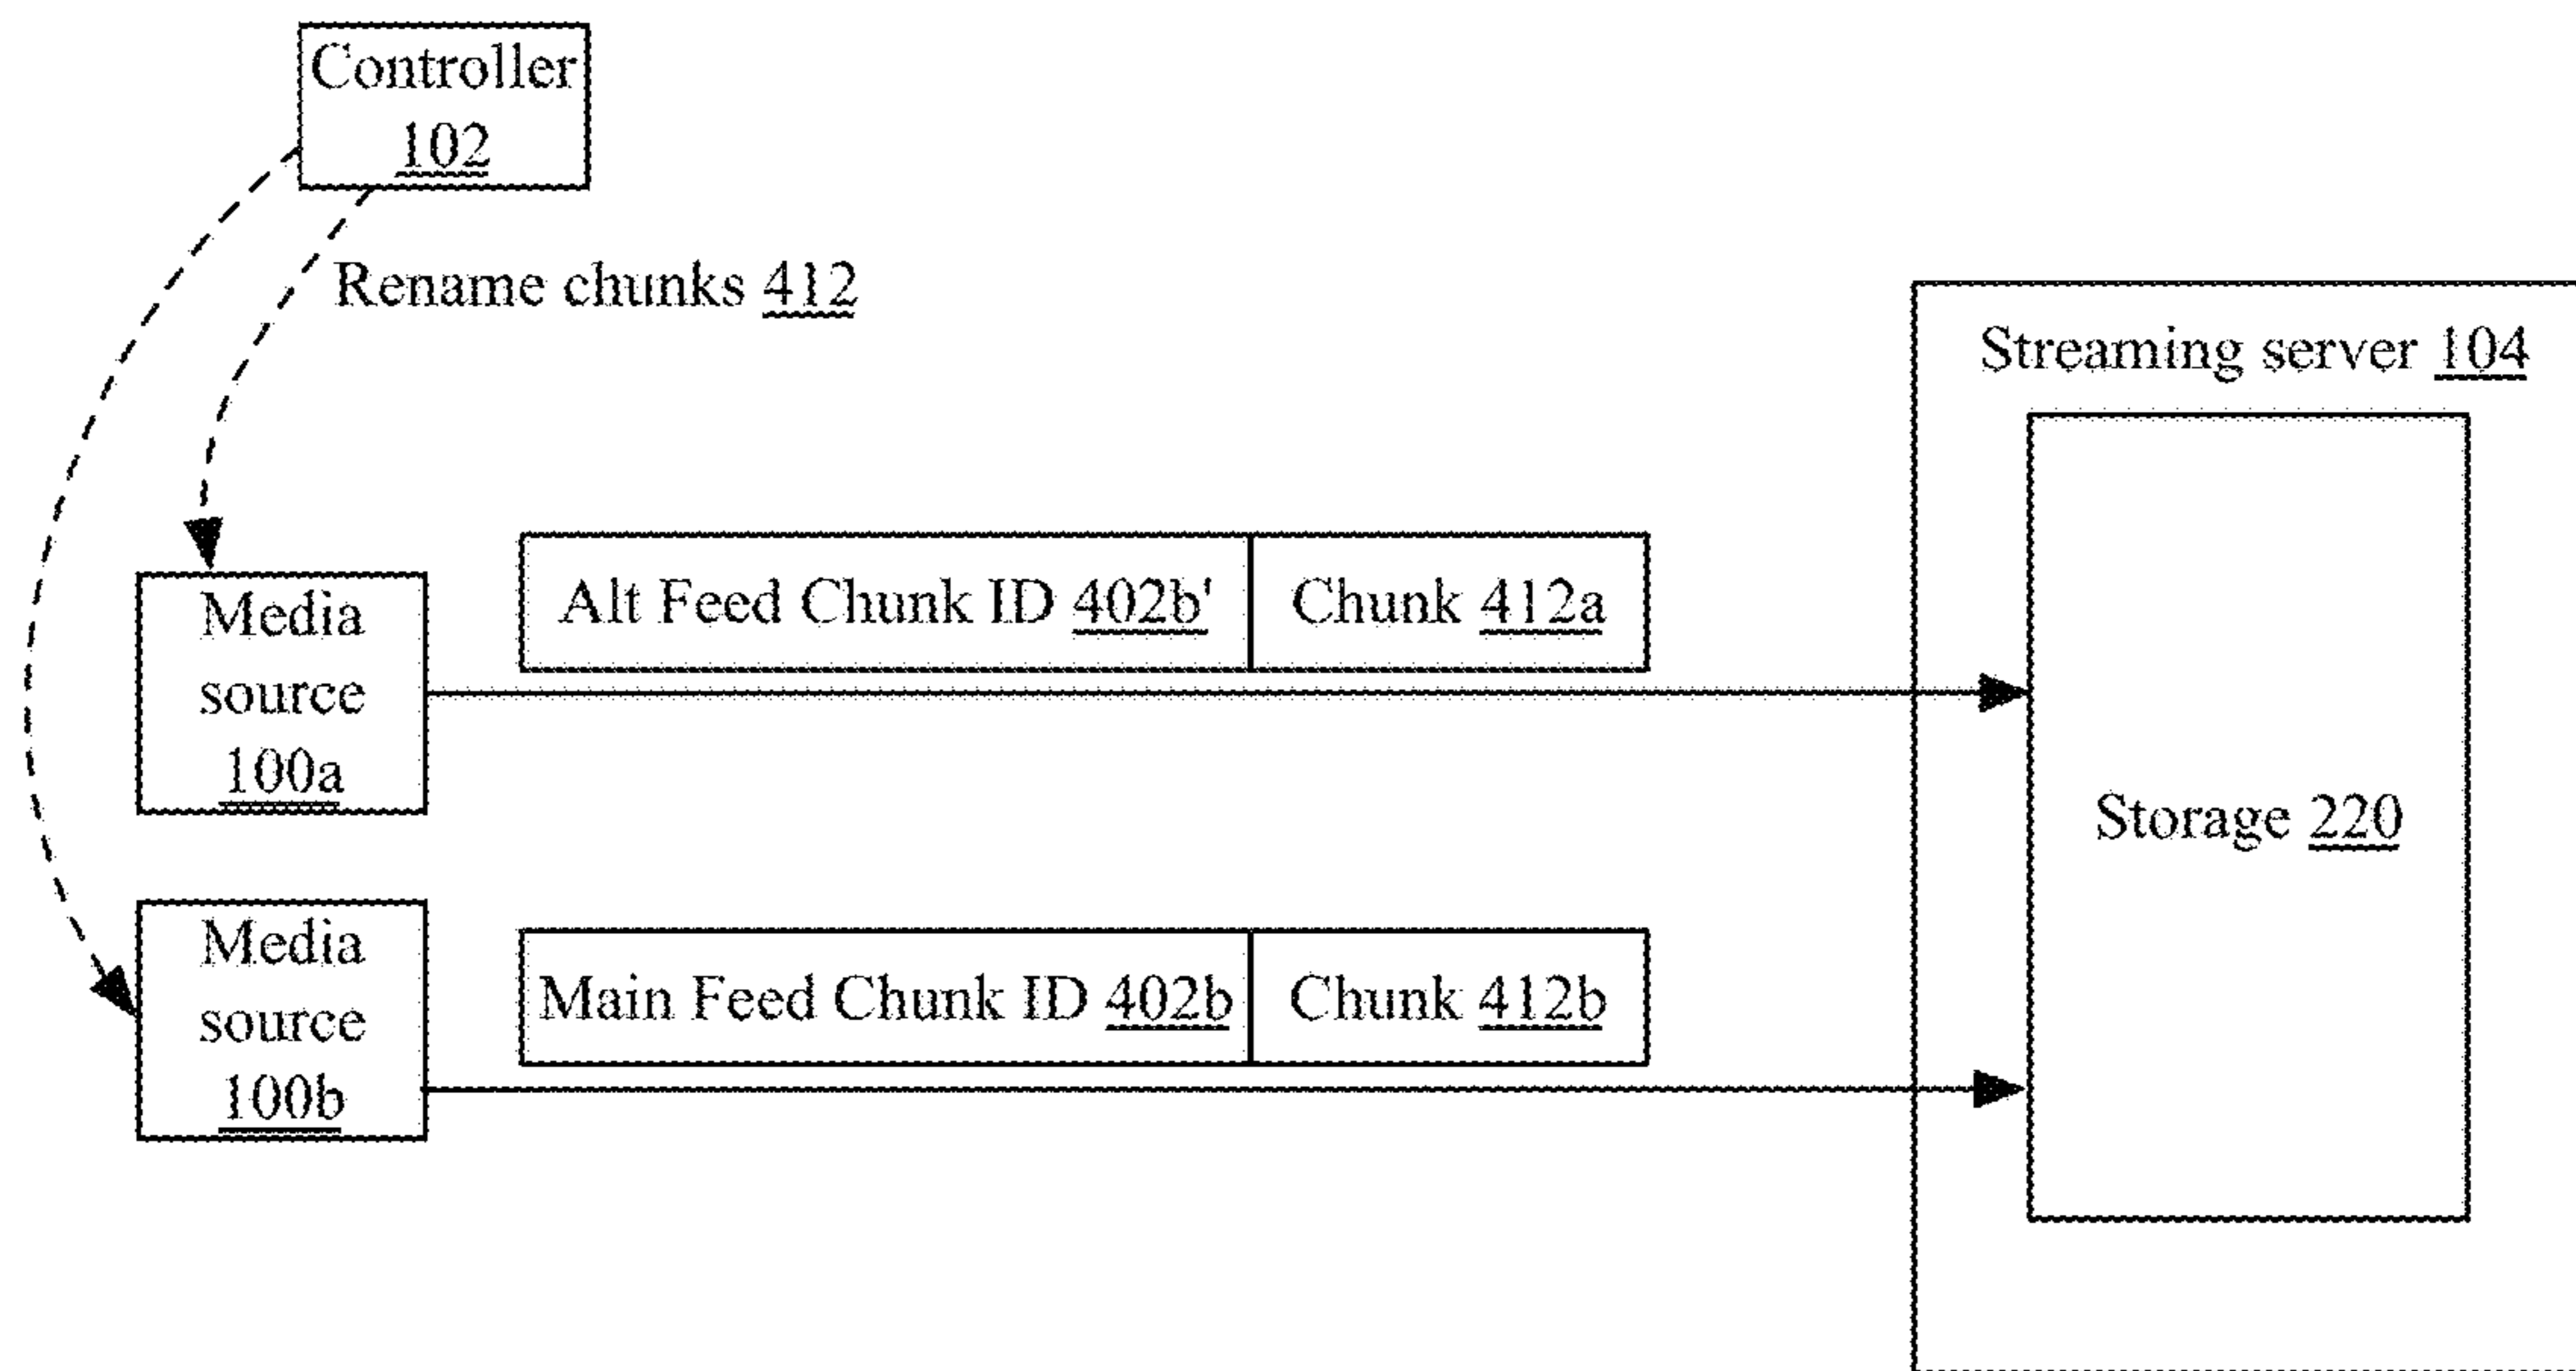 Controller
102
Rename chunks 412
Streaming server 104
Alt Feed Chunk ID 402b'
Chunk 412a
Media
source
100a
Storage 220
Media
source
100b
Main Feed Chunk ID 402b
Chunk 412b